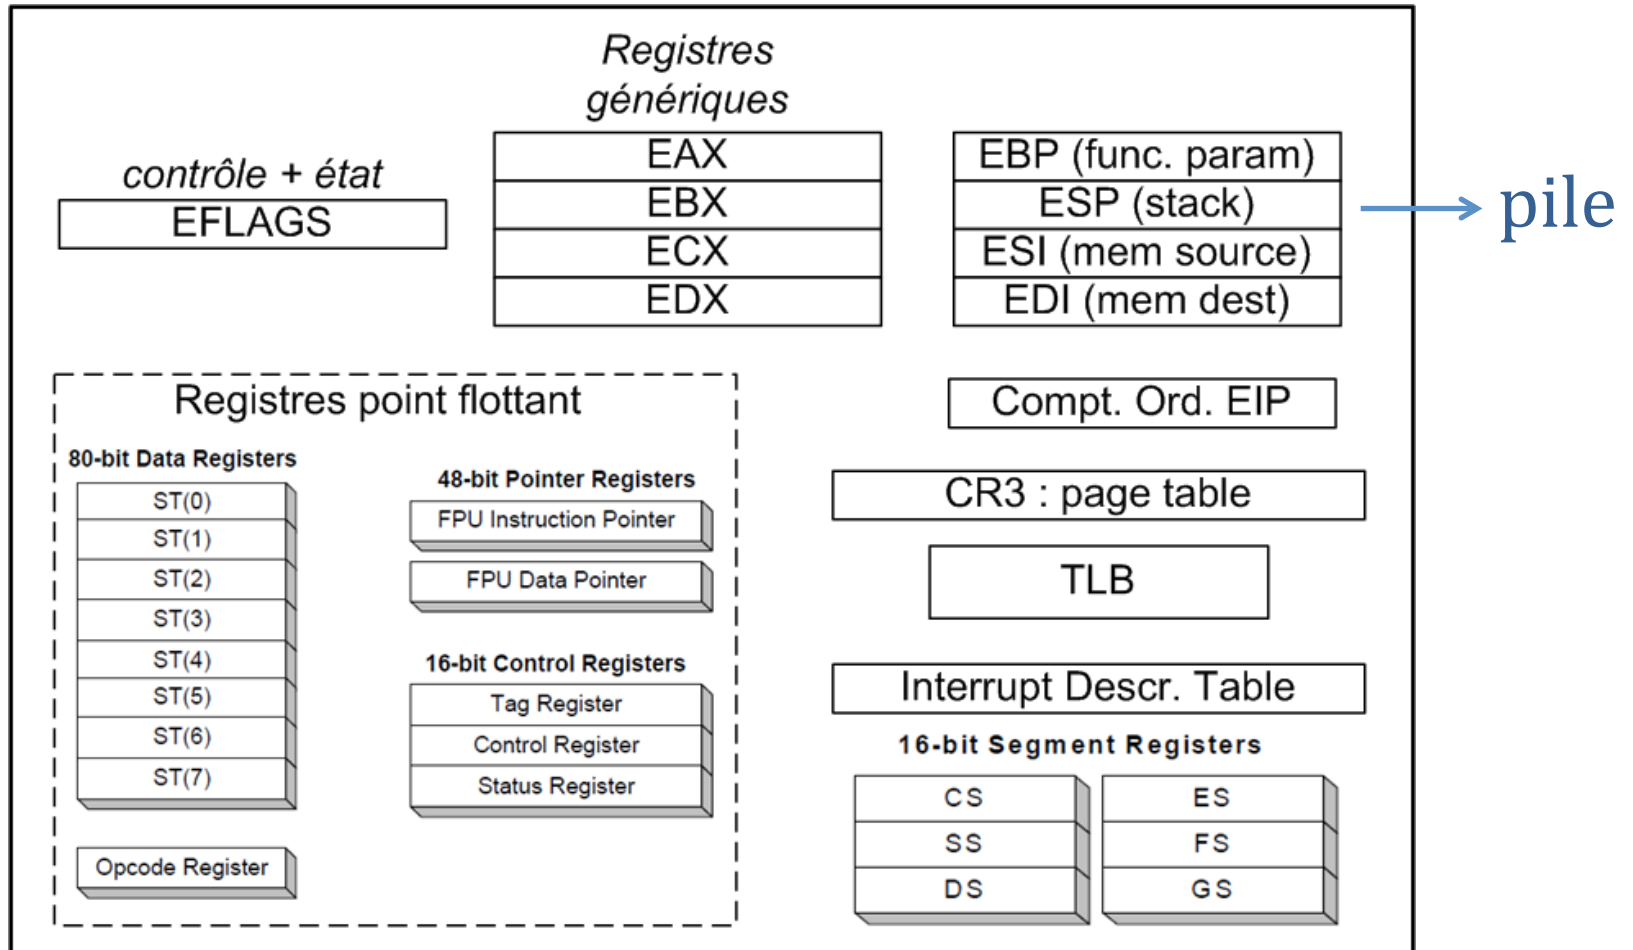 Registres
génériques
contrôle + état
EFLAGS
EAX
EBX
ECX
EDX
EBP (func. param)
ESP (stack)
ESI (mem source)
EDI (mem dest)
pile
Registres point flottant
80-bit Data Registers
ST(0)
ST(1)
ST(2)
ST(3)
ST(4)
ST(5)
ST(6)
ST(7)
Opcode Register
48-bit Pointer Registers
FPU Instruction Pointer
FPU Data Pointer
16-bit Control Registers
Tag Register
Control Register
Status Register
Compt. Ord. EIP
CR3 : page table
TLB
Interrupt Descr. Table
16-bit Segment Registers
CS
SS
DS
ES
FS
GS